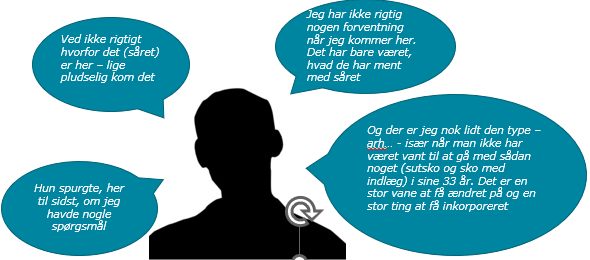 Ved ikke rigtigt
hvorfor det (såret)
er her – lige
pludselig kom det
Jeg har ikke rigtig
nogen forventning
når jeg kommer her.
Det har bare været,
hvad de har ment
med såret
Hun spurgte, her
til sidst, om jeg
havde nogle
spørgsmål
Og der er jeg nok lidt den type –
arh… - især når man ikke har
været vant til at gå med sådan
noget (sutsko og sko med
indlæg) i sine 33 år. Det er en
stor vane at få ændret på og en
stor ting at få inkorporeret